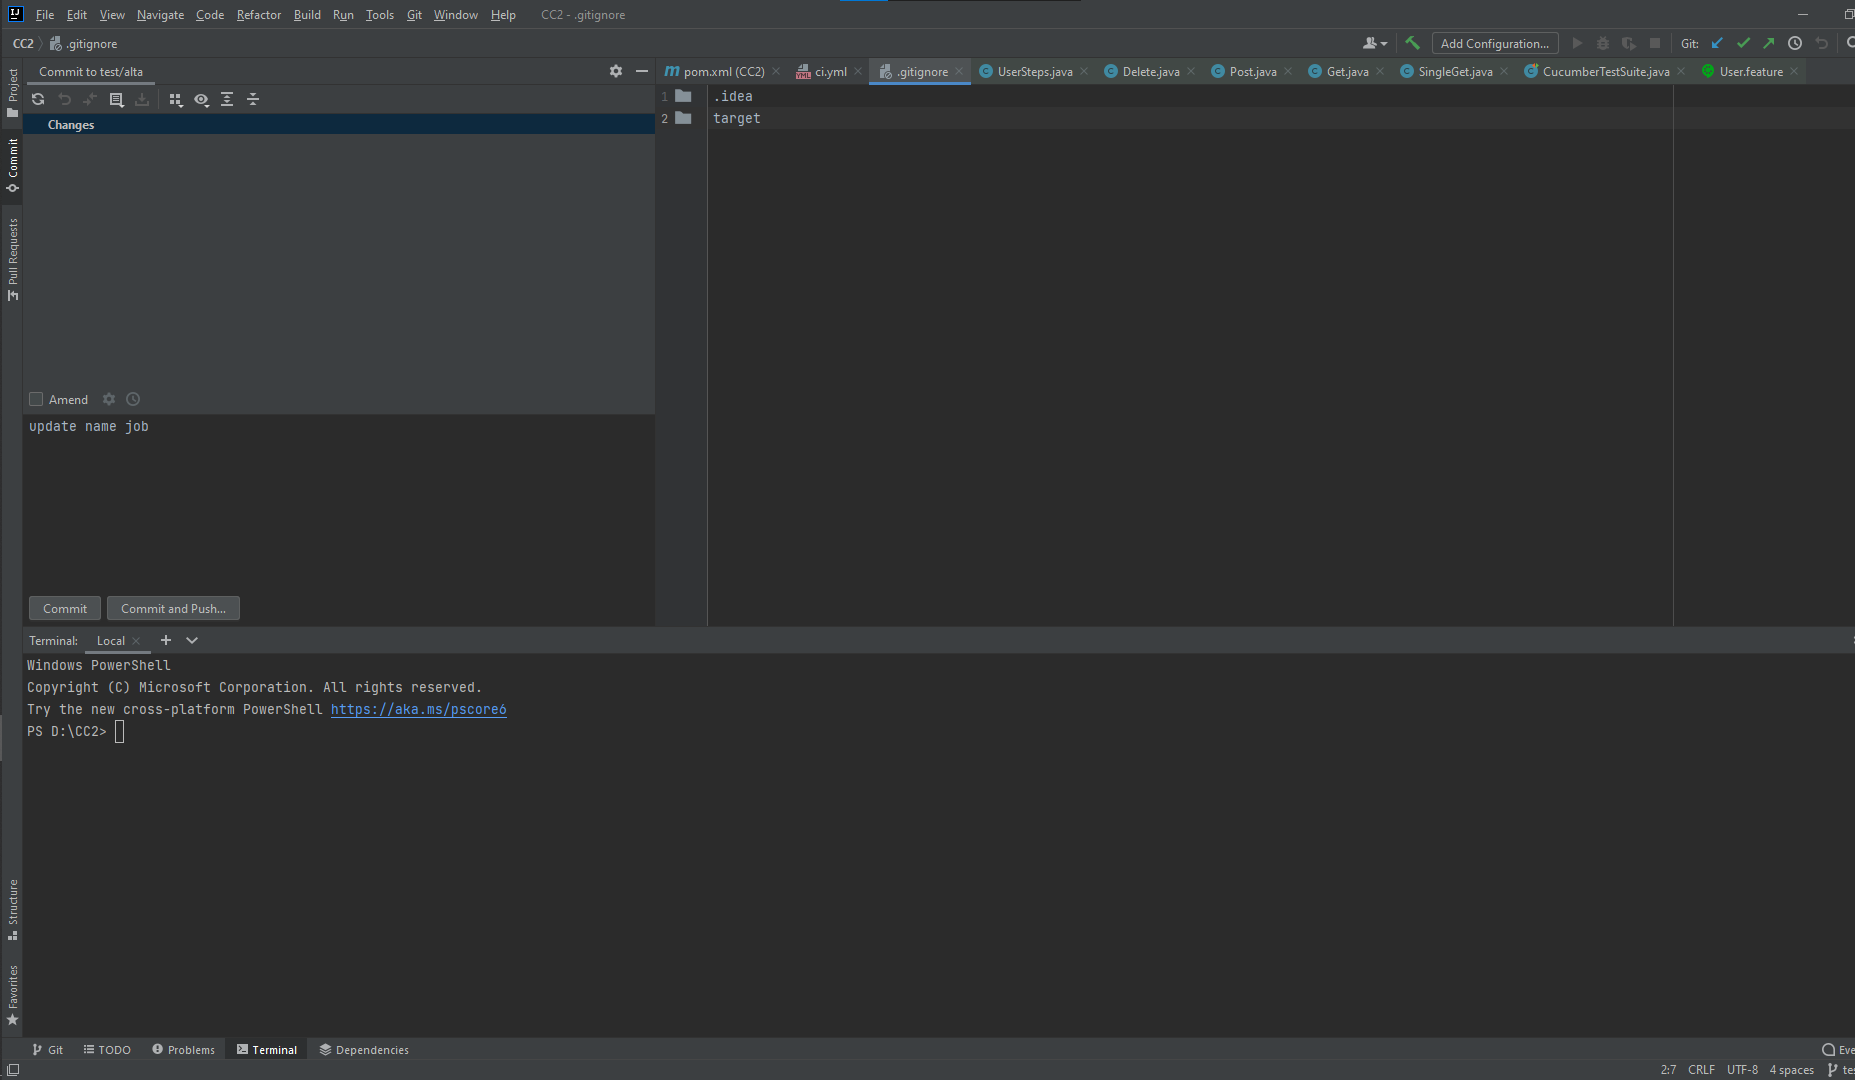 File Edit View Navigate Code Refactor Build Run Tools Git Window Help CC2 - .gitignore
CC2 .gitignore Add Configuration... Git:
Project
Commit
Pull Requests
Structure
Favorites
Commit to test/alta
Changes
Amend
update name job
Commit Commit and Push...
pom.xml (CC2) ci.yml .gitignore UserSteps.java Delete.java Post.java Get.java SingleGet.java CucumberTestSuite.java User.feature
1 .idea
2 target
Terminal: Local
Windows PowerShell
Copyright (C) Microsoft Corporation. All rights reserved.
Try the new cross-platform PowerShell https://aka.ms/pscore6
PS D:\CC2>
Git TODO Problems Terminal Dependencies Eve
2:7 CRLF UTF-8 4 spaces tes